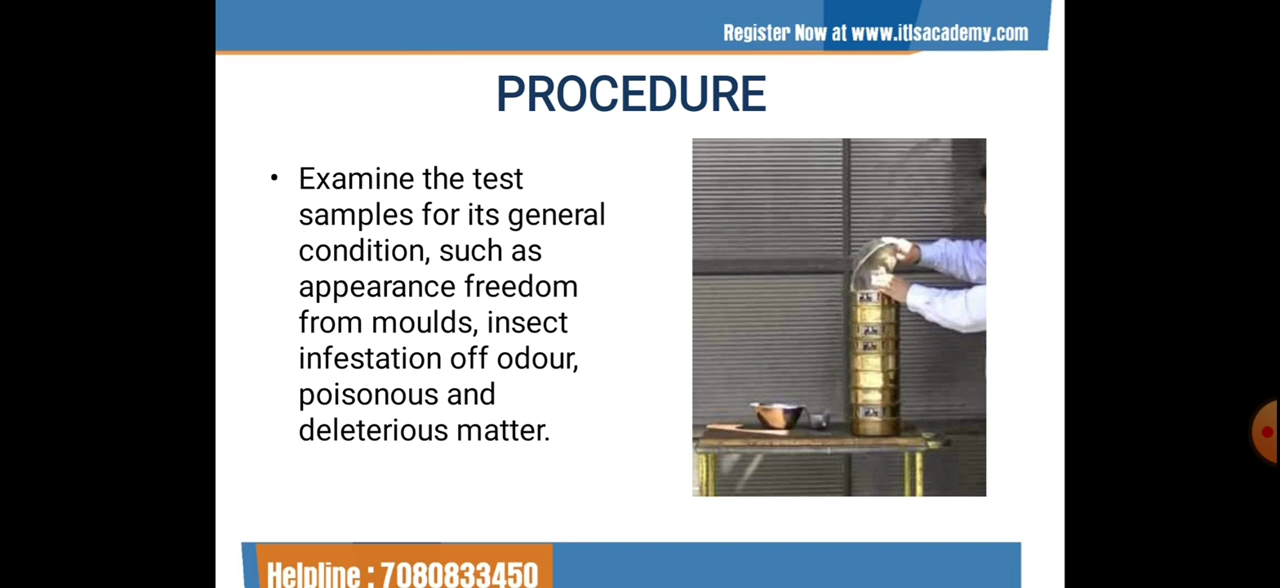 Register Now at www.itlsacademy.com
PROCEDURE
• Examine the test
samples for its general
condition, such as
appearance freedom
from moulds, insect
infestation off odour,
poisonous and
deleterious matter.
Helpline : 7080833450